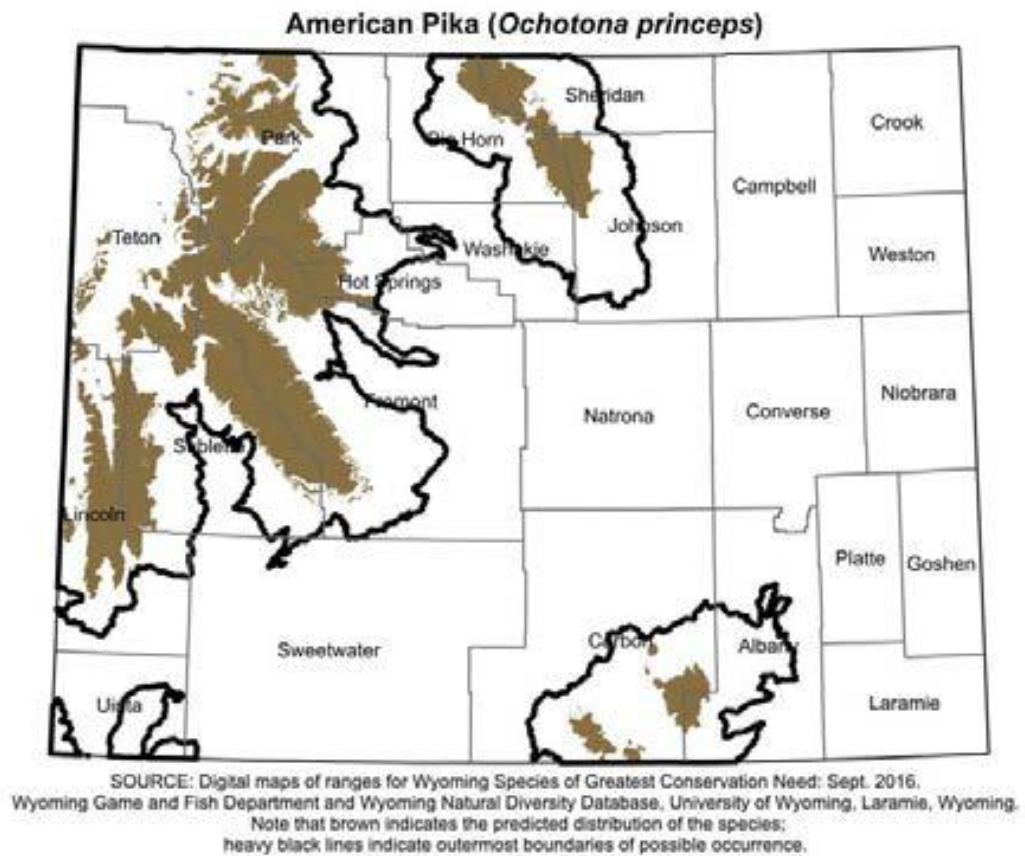 American Pika (Ochotona princeps)
Sheridan
Crook
Park
Big Horn
Campbell
Teton
Johnson
Washakie
Weston
Hot Springs
Fremont
Natrona
Converse
Niobrara
Sublette
Lincoln
Platte
Goshen
Sweetwater
Carbon
Albany
Uinta
Laramie
SOURCE: Digital maps of ranges for Wyoming Species of Greatest Conservation Need: Sept. 2016.
Wyoming Game and Fish Department and Wyoming Natural Diversity Database, University of Wyoming, Laramie, Wyoming.
Note that brown indicates the predicted distribution of the species;
heavy black lines indicate outermost boundaries of possible occurrence.